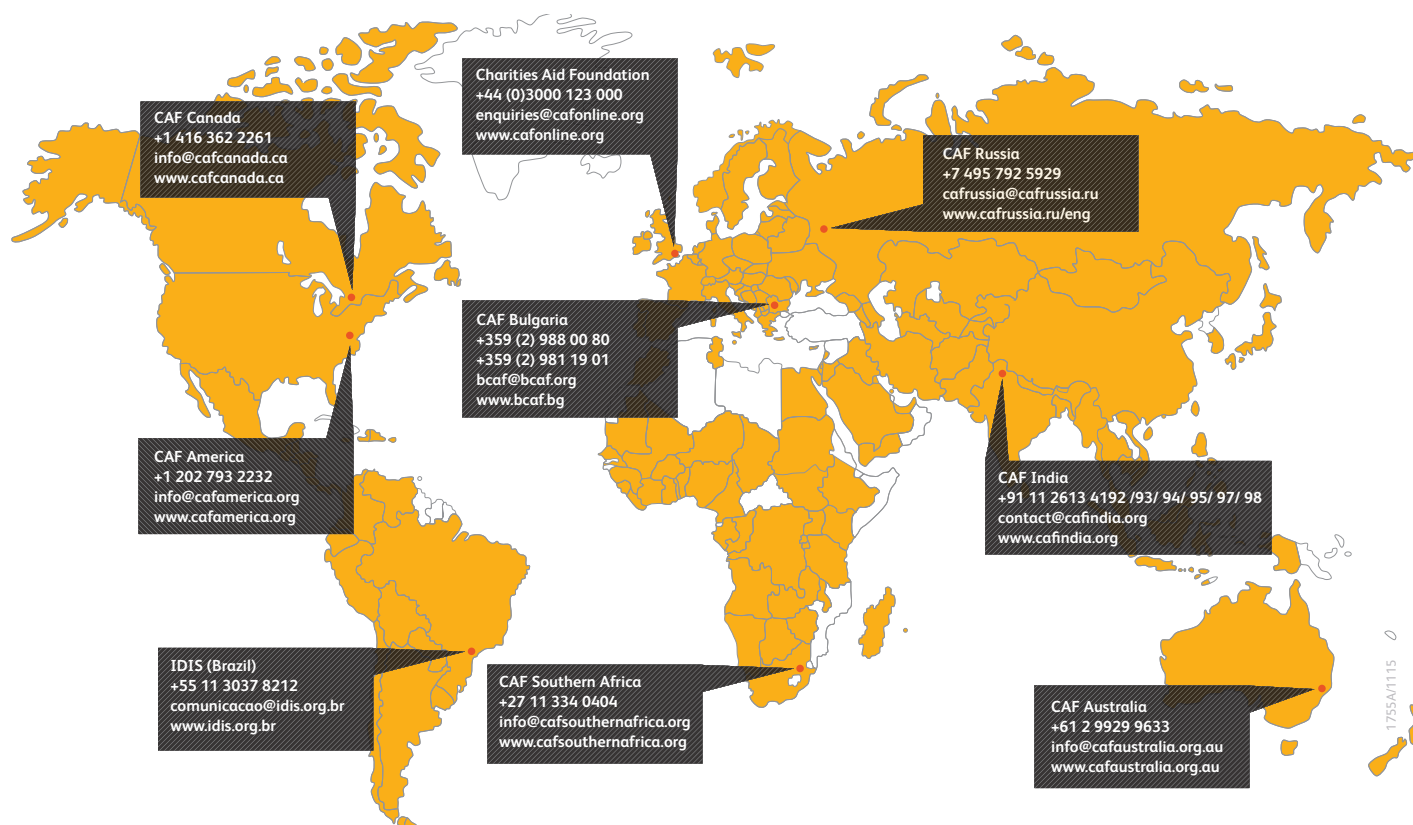 Charities Aid Foundation
+44 (0)3000 123 000
enquiries@cafonline.org
www.cafonline.org
CAF Canada
+1 416 362 2261
info@cafcanada.ca
www.cafcanada.ca
CAF Russia
+7 495 792 5929
cafrussia@cafrussia.ru
www.cafrussia.ru/eng
CAF Bulgaria
+359 (2) 988 00 80
+359 (2) 981 19 01
bcaf@bcaf.org
www.bcaf.bg
CAF America
+1 202 793 2232
info@cafamerica.org
www.cafamerica.org
CAF India
+91 11 2613 4192 /93/ 94/ 95/ 97/ 98
contact@cafindia.org
www.cafindia.org
IDIS (Brazil)
+55 11 3037 8212
comunicacao@idis.org.br
www.idis.org.br
CAF Southern Africa
+27 11 334 0404
info@cafsouthernafrica.org
www.cafsouthernafrica.org
CAF Australia
+61 2 9929 9633
info@cafaustralia.org.au
www.cafaustralia.org.au
1755A/1115